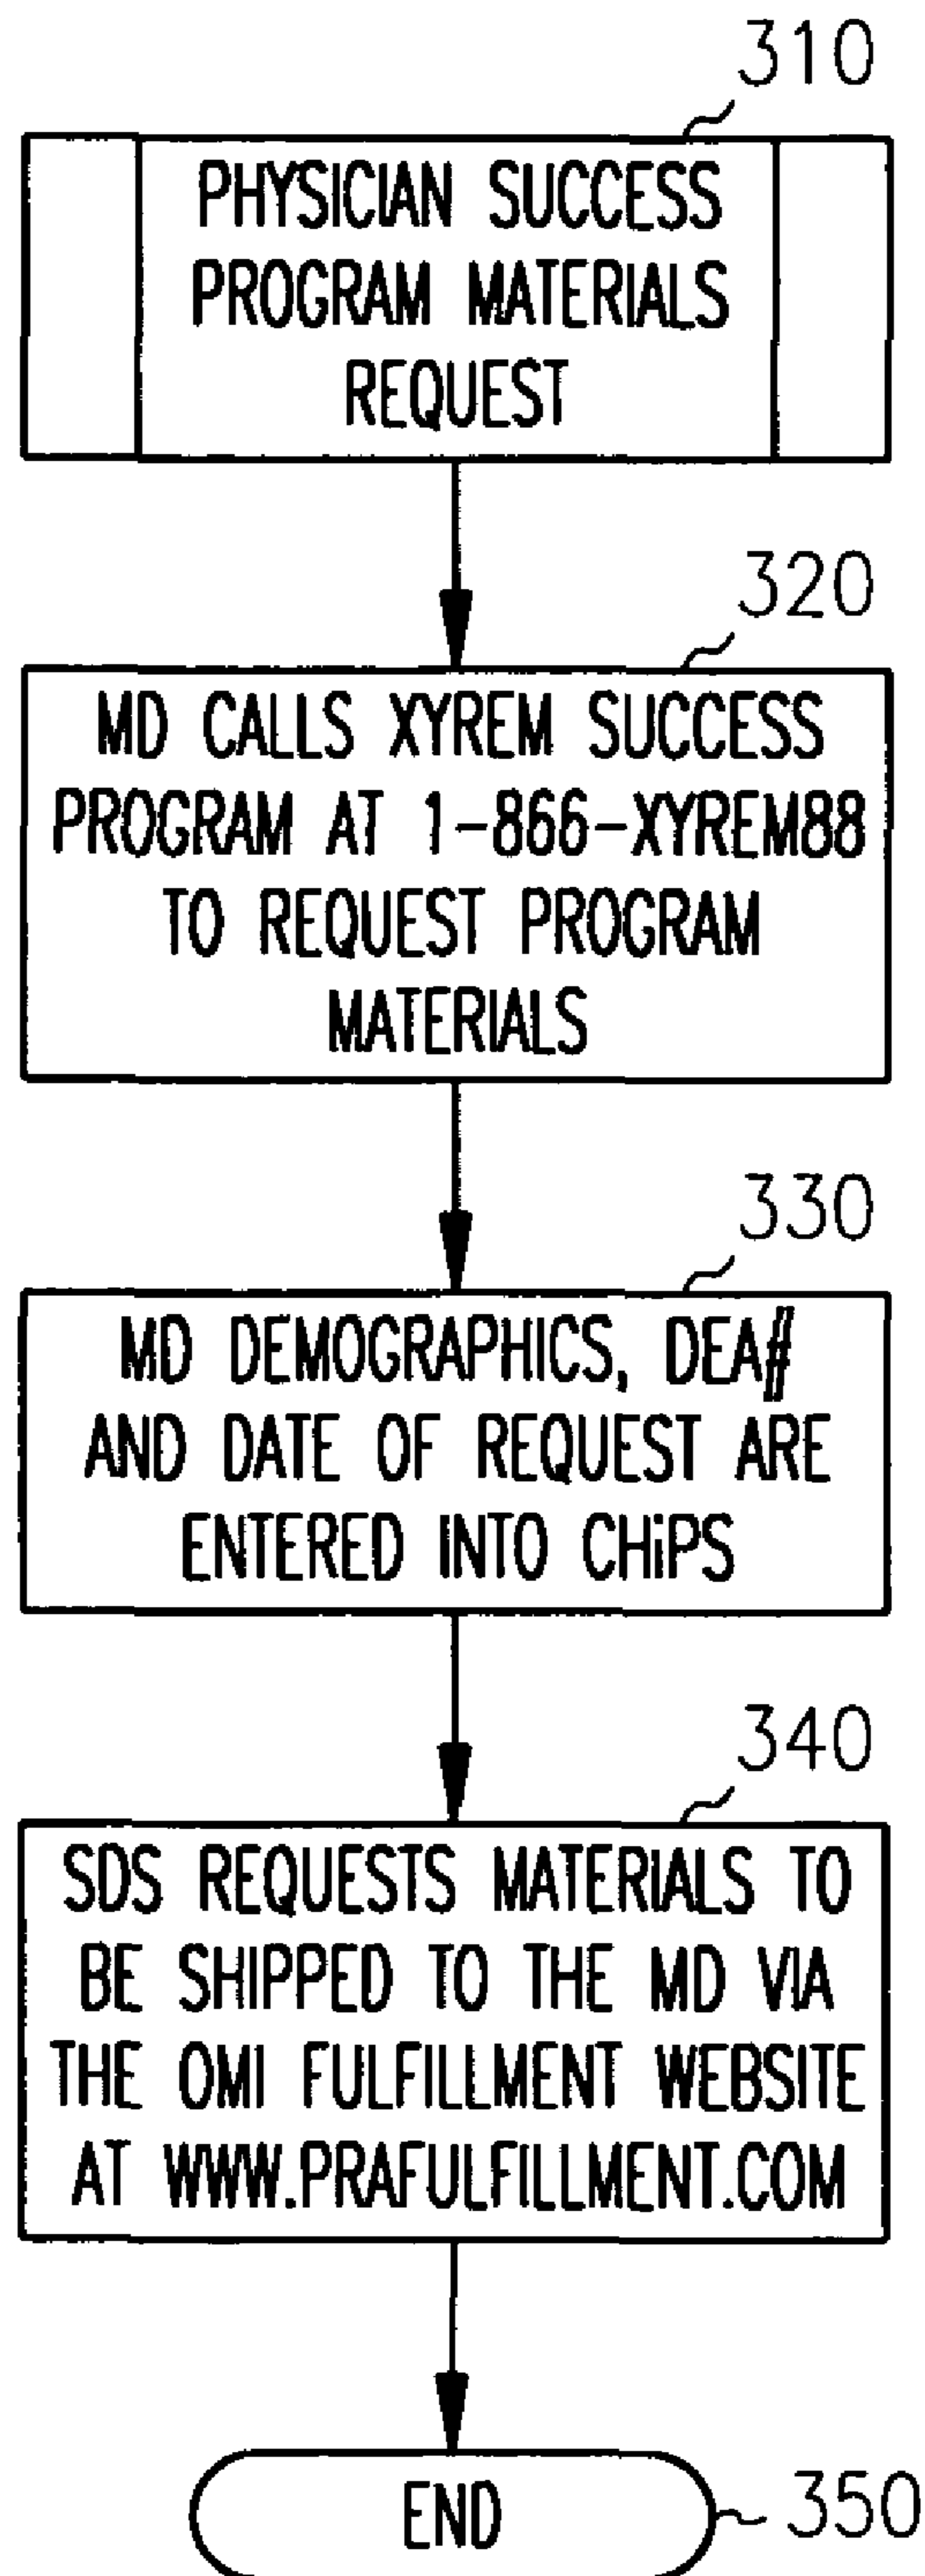 310
PHYSICIAN SUCCESS
PROGRAM MATERIALS
REQUEST
320
MD CALLS XYREM SUCCESS
PROGRAM AT 1-866-XYREM88
TO REQUEST PROGRAM
MATERIALS
330
MD DEMOGRAPHICS, DEA#
AND DATE OF REQUEST ARE
ENTERED INTO CHiPS
340
SDS REQUESTS MATERIALS TO
BE SHIPPED TO THE MD VIA
THE OMI FULFILLMENT WEBSITE
AT WWW.PRAFULFILLMENT.COM
END
350